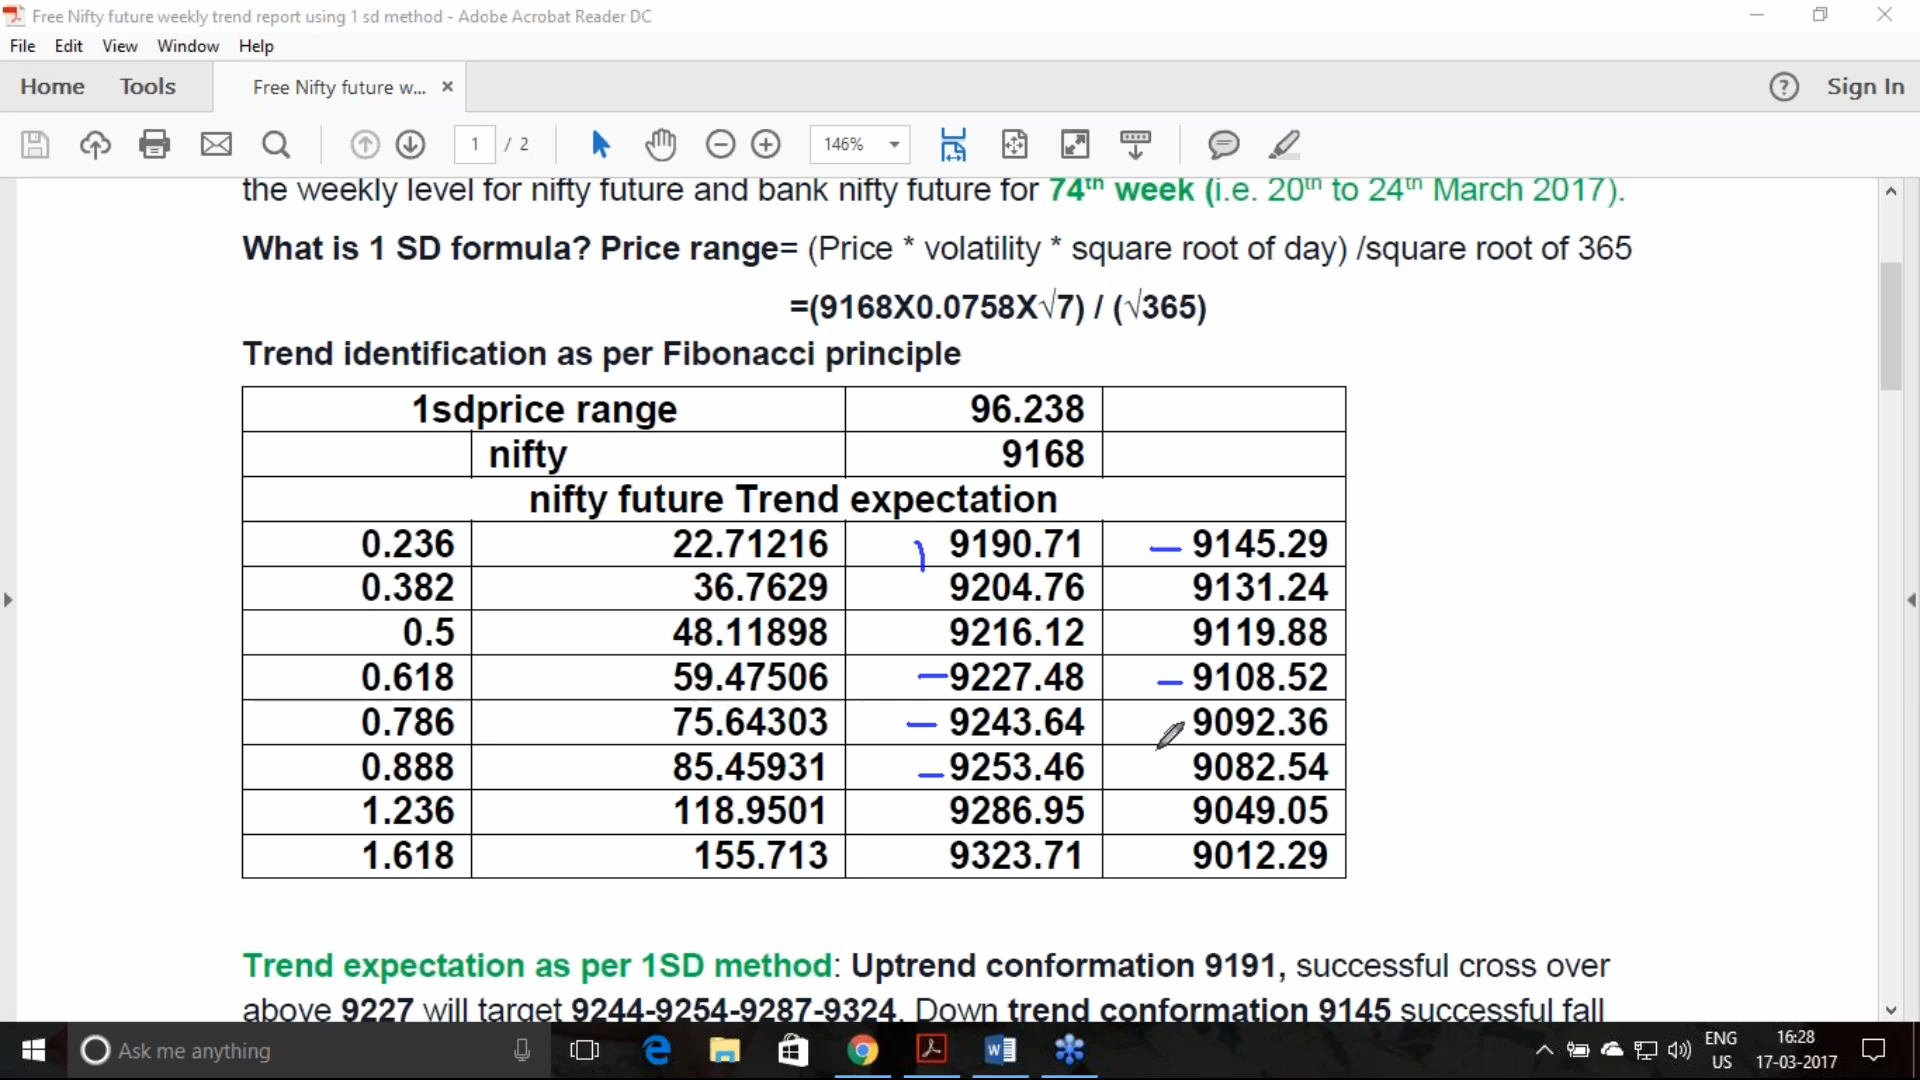 Free Nifty future weekly trend report using 1 sd method - Adobe Acrobat Reader DC
File Edit View Window Help
Home Tools Free Nifty future w... Sign In
1 / 2 146%
the weekly level for nifty future and bank nifty future for 74th week (i.e. 20th to 24th March 2017).
What is 1 SD formula? Price range= (Price * volatility * square root of day) /square root of 365
=(9168X0.0758X√7) / (√365)
Trend identification as per Fibonacci principle
1sdprice range 96.238
nifty 9168
nifty future Trend expectation
0.236 22.71216 9190.71 9145.29
0.382 36.7629 9204.76 9131.24
0.5 48.11898 9216.12 9119.88
0.618 59.47506 9227.48 9108.52
0.786 75.64303 9243.64 9092.36
0.888 85.45931 9253.46 9082.54
1.236 118.9501 9286.95 9049.05
1.618 155.713 9323.71 9012.29
Trend expectation as per 1SD method: Uptrend conformation 9191, successful cross over
above 9227 will target 9244-9254-9287-9324. Down trend conformation 9145 successful fall
Ask me anything
ENG 16:28
US 17-03-2017